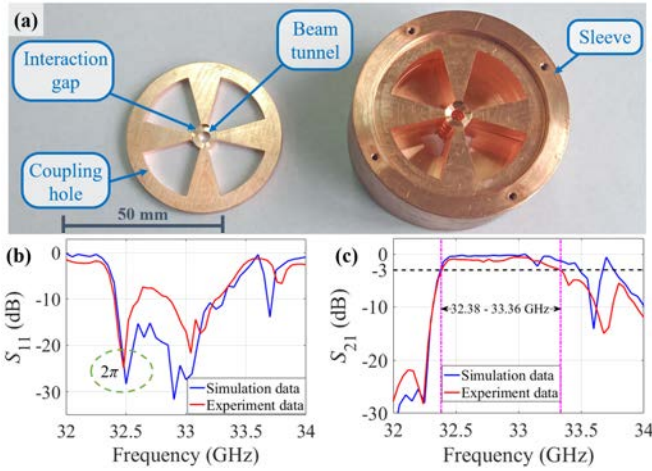 (a)
Interaction
gap
Beam
tunnel
Sleeve
Coupling
hole
50 mm
(b)
S11 (dB)
0
-10
-20
-30
2π
Simulation data
Experiment data
32 32.5 33 33.5 34
Frequency (GHz)
(c)
S21 (dB)
0
-3
-10
-20
-30
32.38 - 33.36 GHz
Simulation data
Experiment data
32 32.5 33 33.5 34
Frequency (GHz)